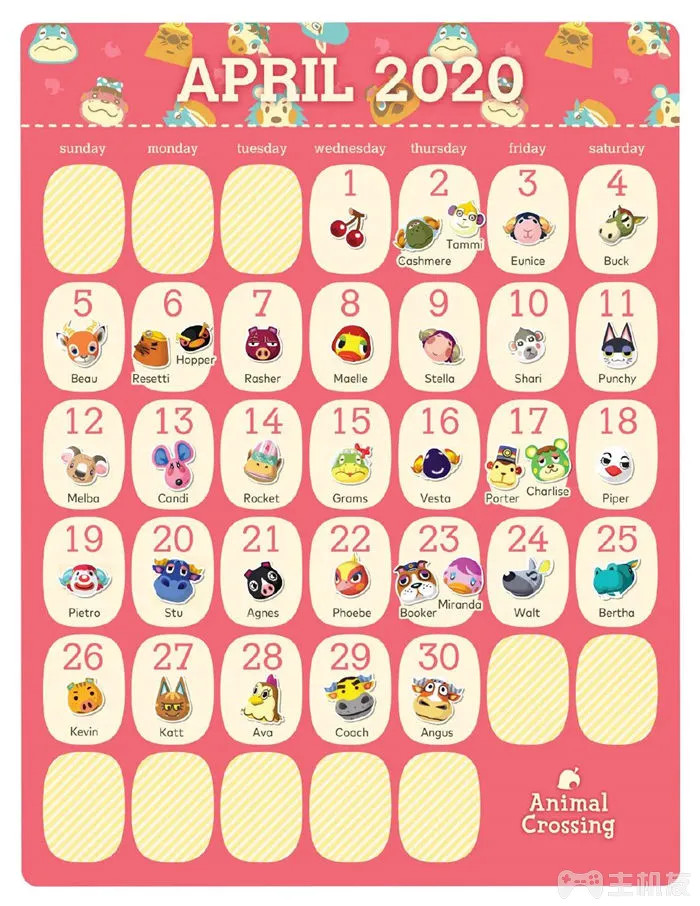 APRIL 2020
sunday monday tuesday wednesday thursday friday saturday
1 2 3 4
Cashmere Tammi Eunice Buck
5 6 7 8 9 10 11
Beau Resetti Hopper Rasher Maelle Stella Shari Punchy
12 13 14 15 16 17 18
Melba Candi Rocket Grams Vesta Porter Charlise Piper
19 20 21 22 23 24 25
Pietro Stu Agnes Phoebe Booker Miranda Walt Bertha
26 27 28 29 30
Kevin Katt Ava Coach Angus
Animal
Crossing
主机友